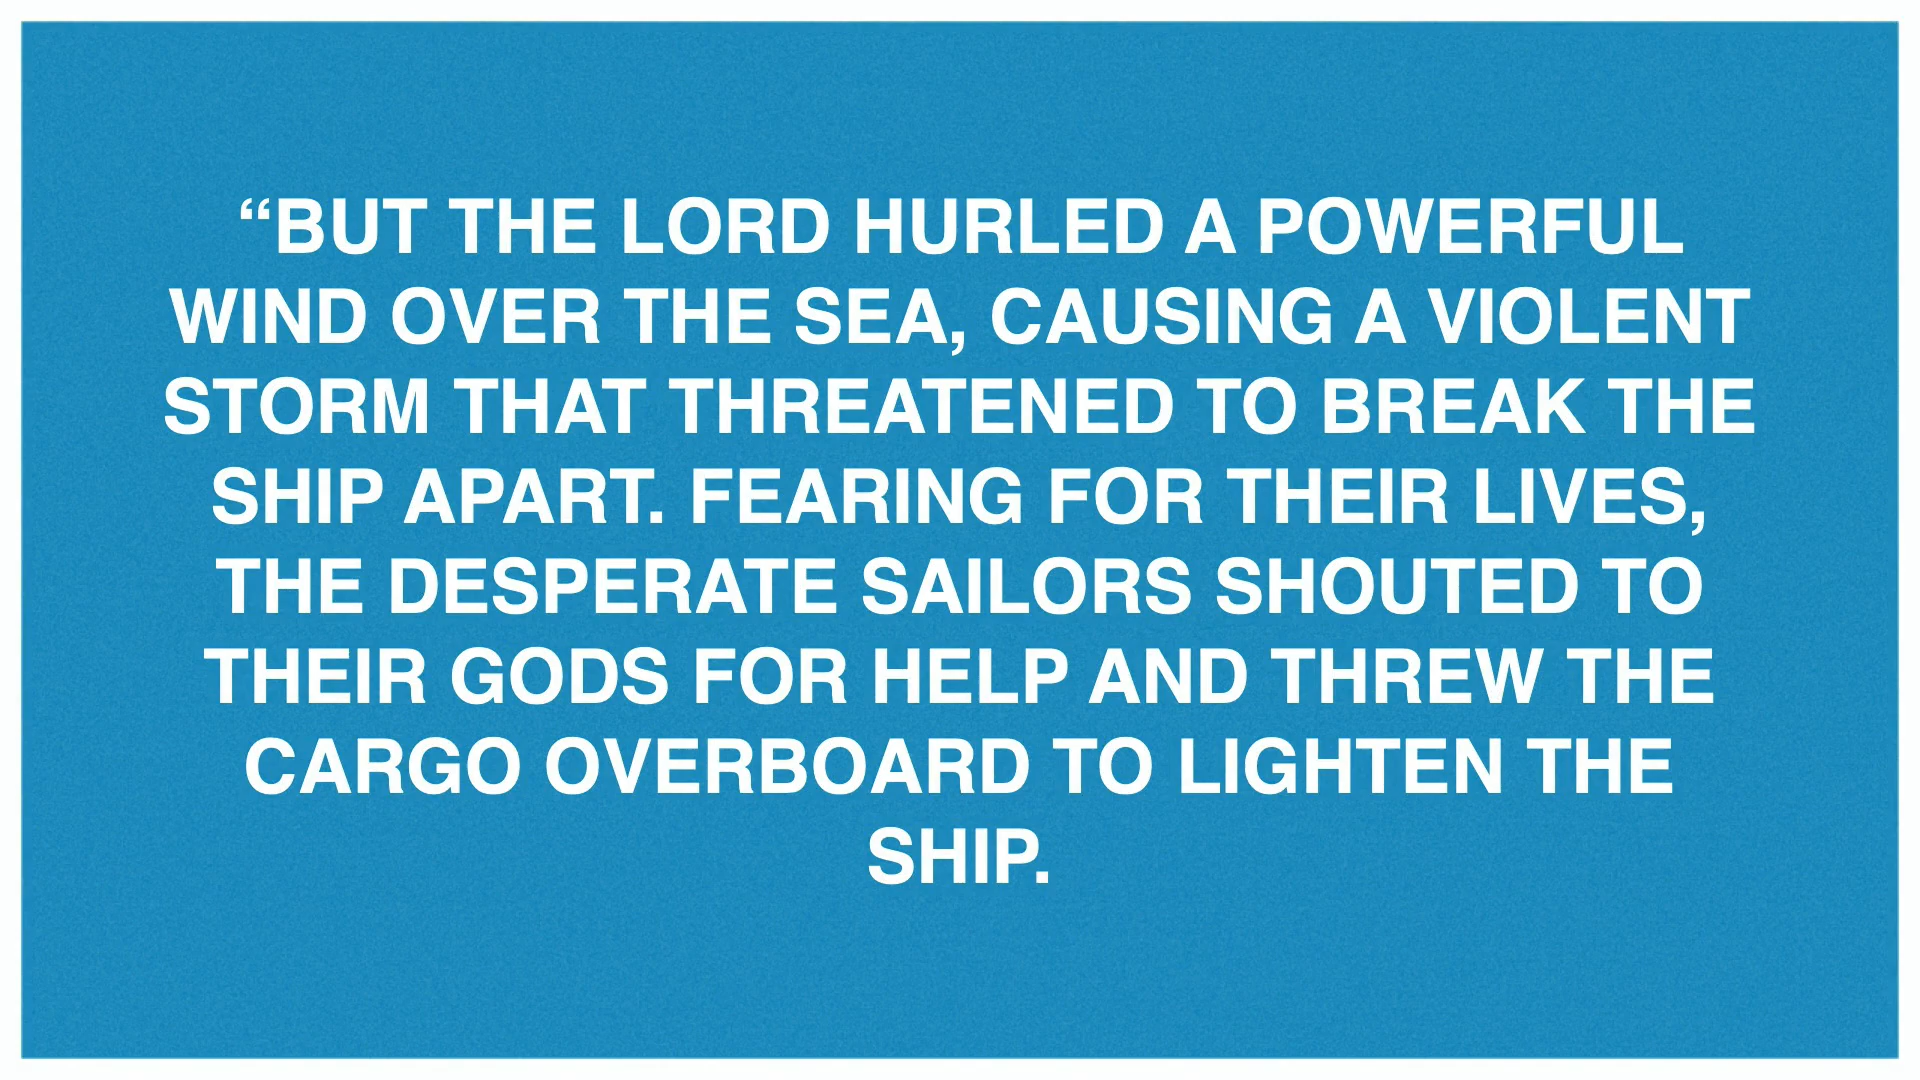 “BUT THE LORD HURLED A POWERFUL
WIND OVER THE SEA, CAUSING A VIOLENT
STORM THAT THREATENED TO BREAK THE
SHIP APART. FEARING FOR THEIR LIVES,
THE DESPERATE SAILORS SHOUTED TO
THEIR GODS FOR HELP AND THREW THE
CARGO OVERBOARD TO LIGHTEN THE
SHIP.